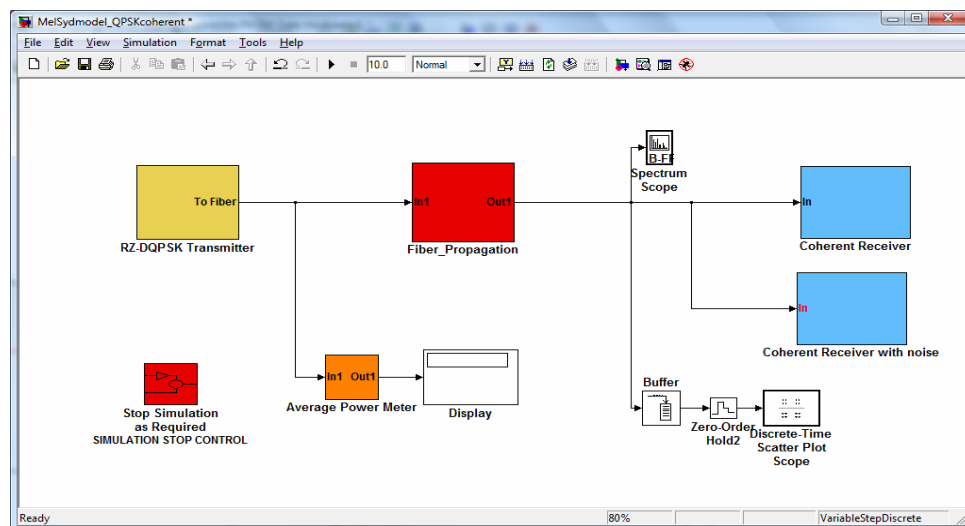 MelSydmodel_QPSKcoherent *
File Edit View Simulation Format Tools Help
10.0 Normal
B-FF
Spectrum
Scope
To Fiber
RZ-DQPSK Transmitter
In1 Out1
Fiber_Propagation
In
Coherent Receiver
In
Coherent Receiver with noise
Stop Simulation
as Required
SIMULATION STOP CONTROL
In1 Out1
Average Power Meter
Display
Buffer
Zero-Order
Hold2
Discrete-Time
Scatter Plot
Scope
Ready 80% VariableStepDiscrete